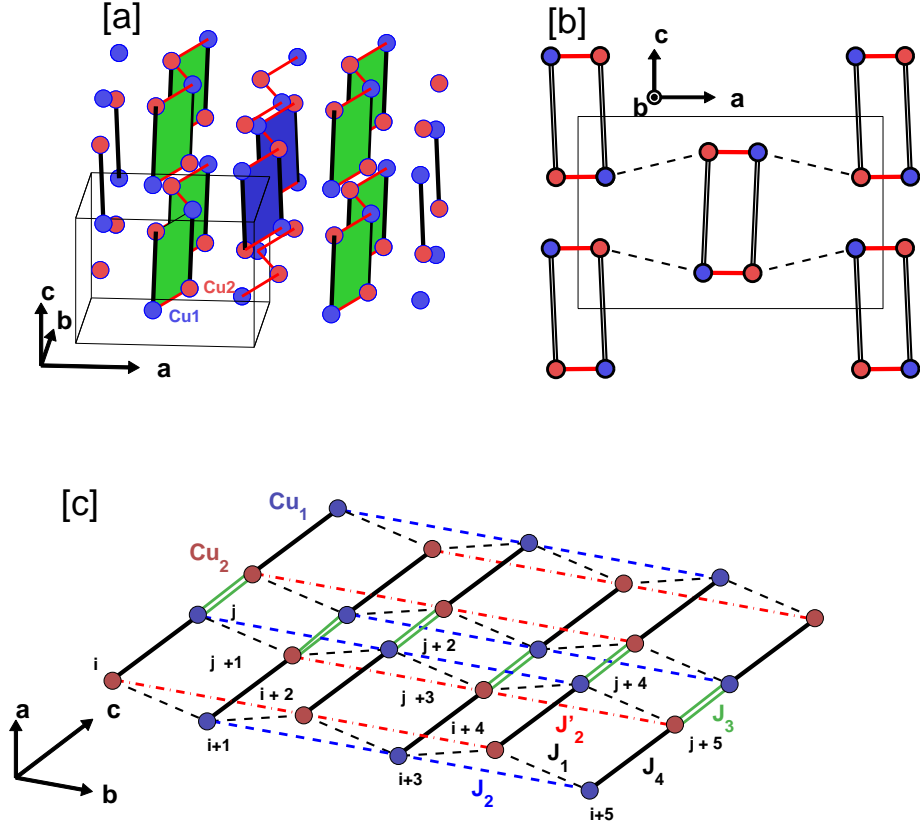 [a]
Cu2
Cu1
c
b
a
[b]
c
b
a
[c]
Cu1
Cu2
j
i
j +1
j + 2
i + 2
j +3
j + 4
i+1
i + 4
J'2
j + 5
J3
a
c
b
i+3
J2
J1
J4
i+5